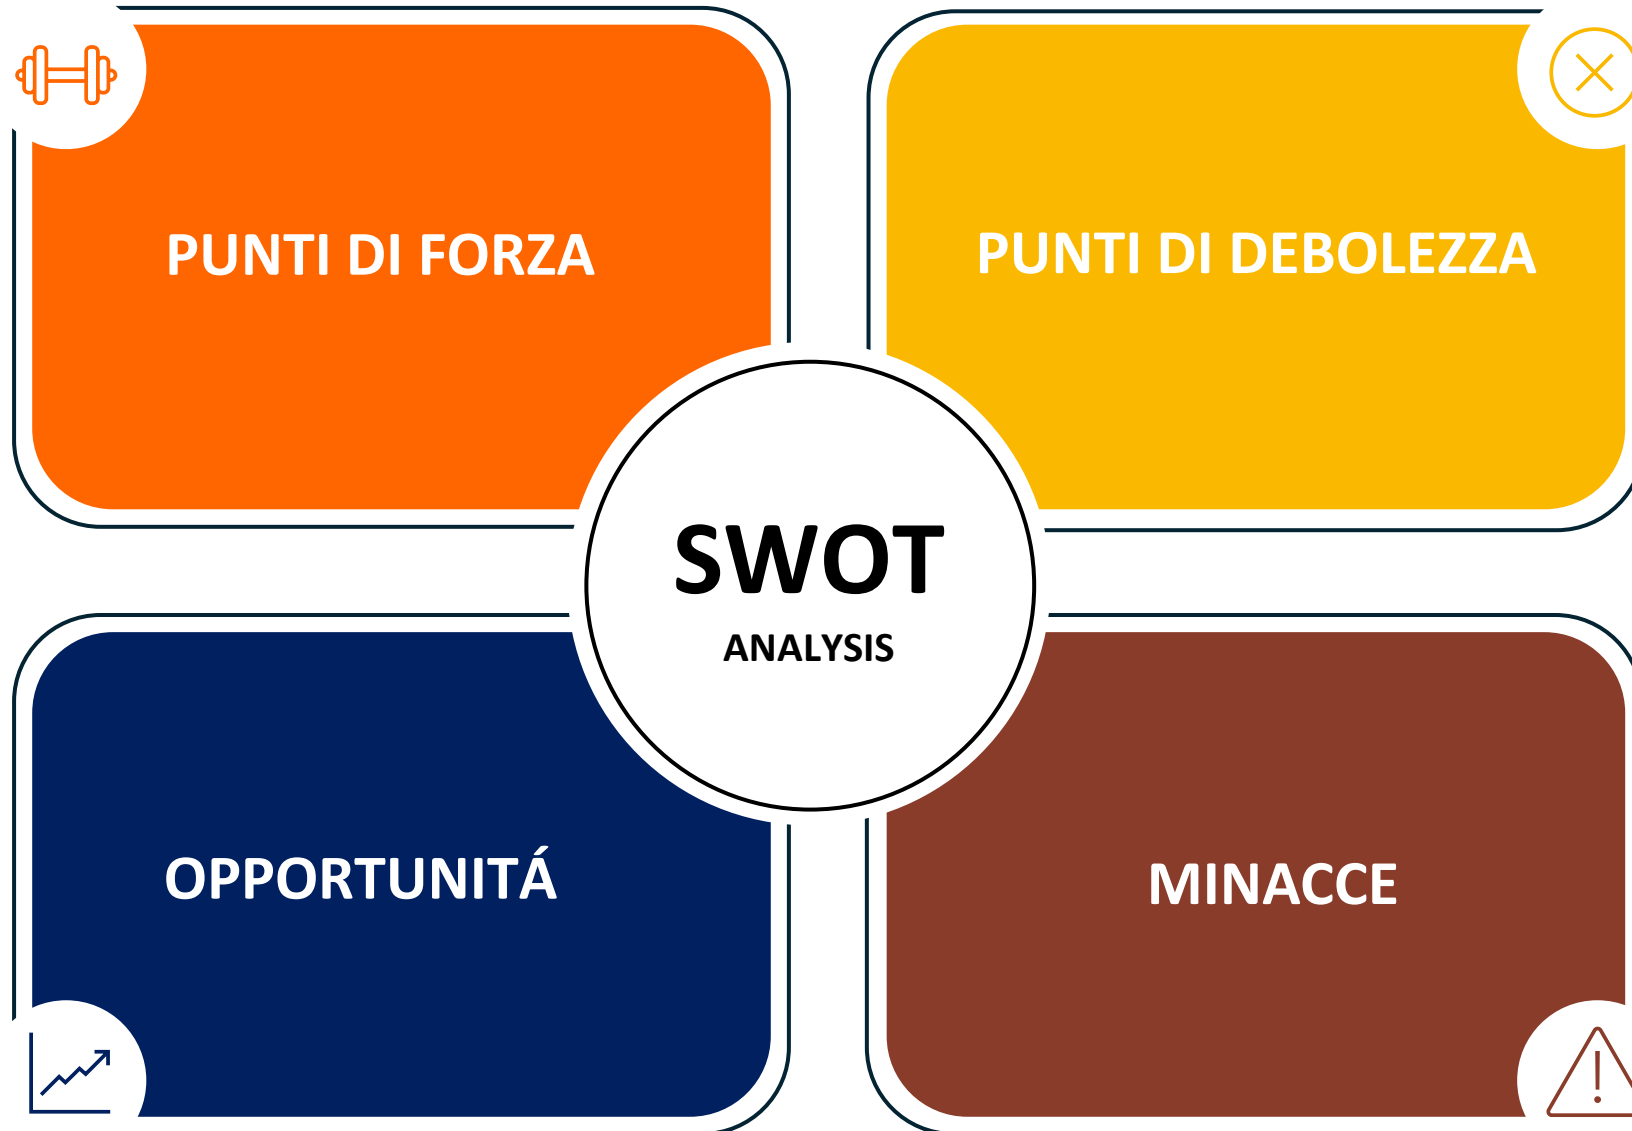 PUNTI DI FORZA
PUNTI DI DEBOLEZZA
SWOT
ANALYSIS
OPPORTUNITÁ
MINACCE